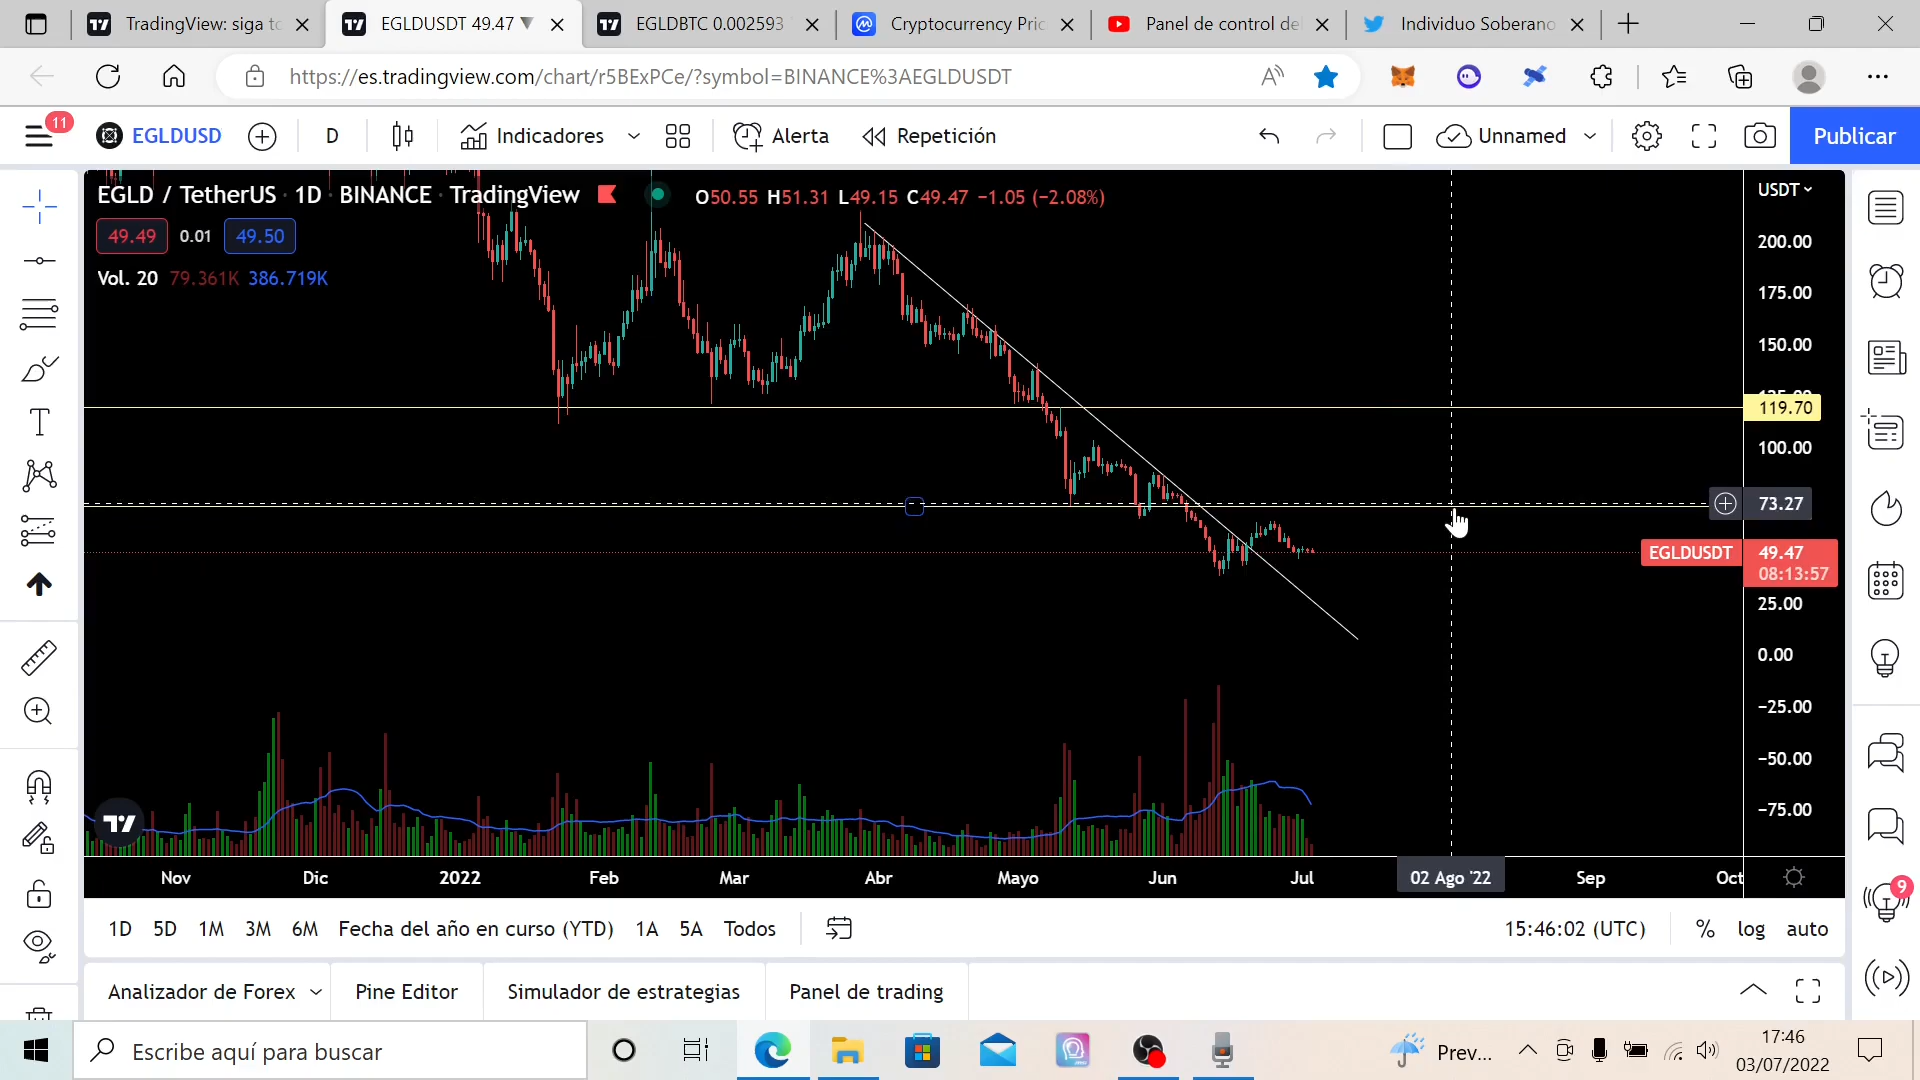 TradingView: siga to
EGLDUSDT 49.47
EGLDBTC 0.002593
Cryptocurrency Pric
Panel de control de
Individuo Soberano
https://es.tradingview.com/chart/r5BExPCe/?symbol=BINANCE%3AEGLDUSDT
11
EGLDUSD
D
Indicadores
Alerta
Repetición
Unnamed
Publicar
EGLD / TetherUS · 1D · BINANCE · TradingView
O50.55 H51.31 L49.15 C49.47 −1.05 (−2.08%)
USDT
49.49
0.01
49.50
Vol. 20 79.361K 386.719K
200.00
175.00
150.00
119.70
100.00
73.27
EGLDUSDT
49.47
08:13:57
25.00
0.00
−25.00
−50.00
−75.00
Nov
Dic
2022
Feb
Mar
Abr
Mayo
Jun
Jul
02 Ago '22
Sep
Oct
9
1D
5D
1M
3M
6M
Fecha del año en curso (YTD)
1A
5A
Todos
15:46:02 (UTC)
%
log
auto
Analizador de Forex
Pine Editor
Simulador de estrategias
Panel de trading
Escribe aquí para buscar
Prev...
17:46
03/07/2022